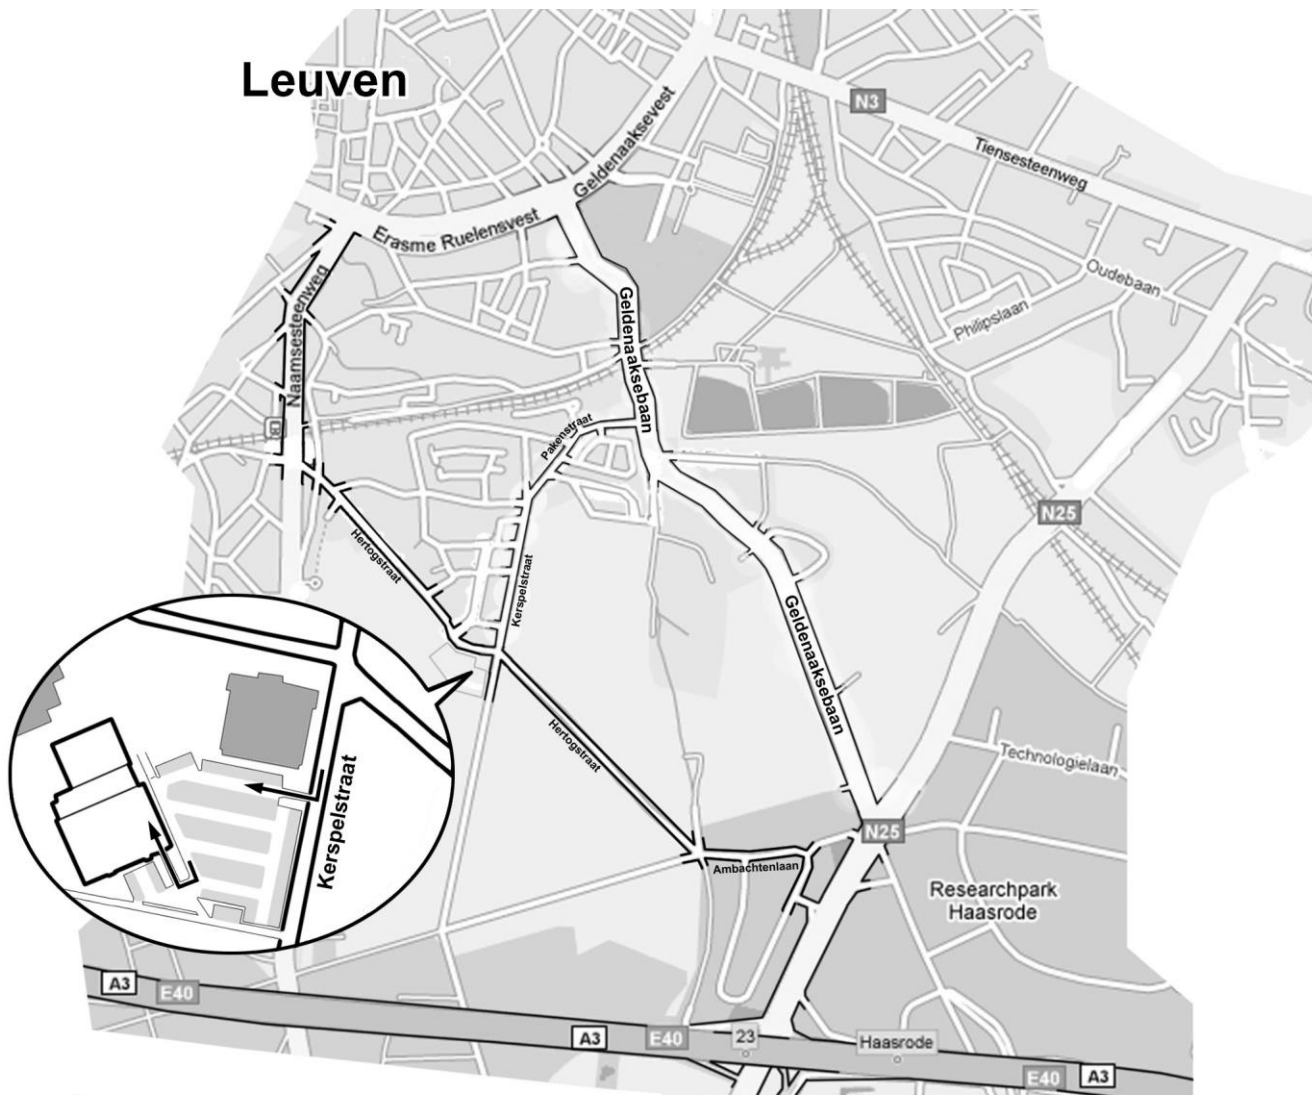 Leuven
N3
Tiensesteenweg
Geldenaaksevest
Erasme Ruelensvest
Oudebaan
Naamsesteenweg
Geldenaaksebaan
Philipslaan
Pakenstraat
N25
Hertogstraat
Kerspelstraat
Geldenaaksebaan
Hertogstraat
Technologielaan
Kerspelstraat
N25
Ambachtenlaan
Researchpark
Haasrode
A3
E40
A3
E40
23
Haasrode
E40
A3